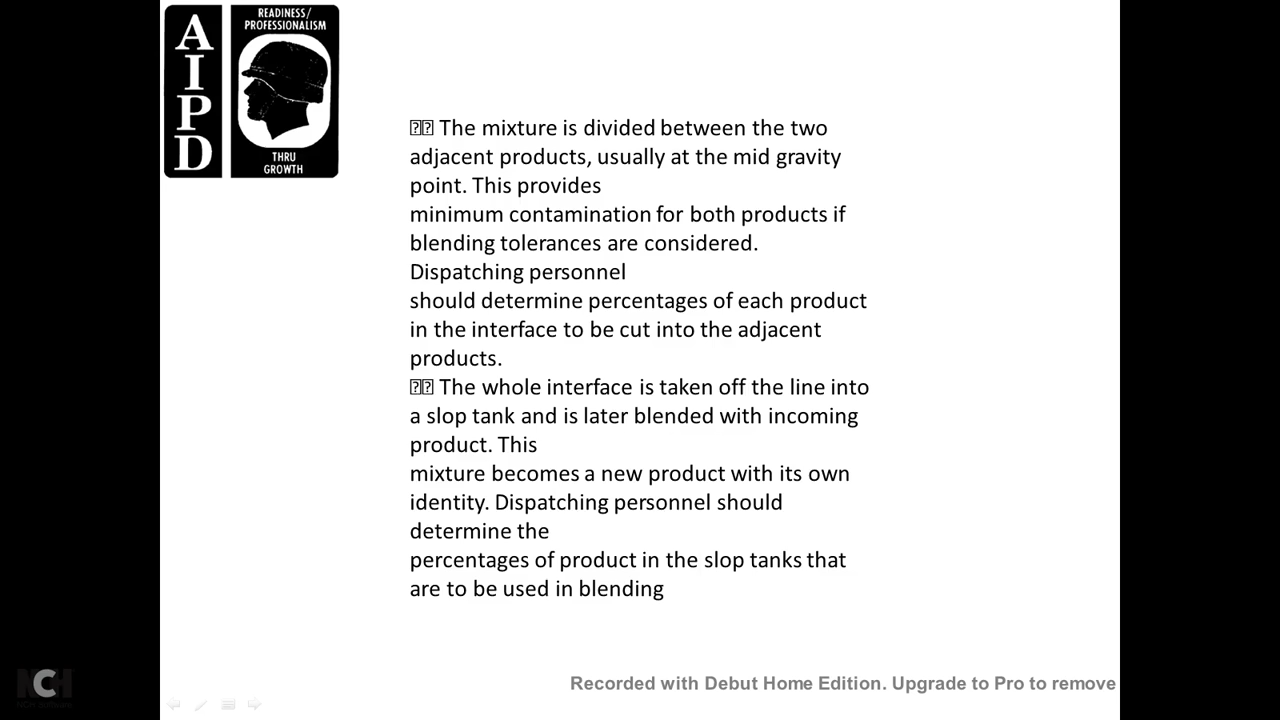 A
I
P
D
READINESS/
PROFESSIONALISM
THRU
GROWTH
The mixture is divided between the two
adjacent products, usually at the mid gravity
point. This provides
minimum contamination for both products if
blending tolerances are considered.
Dispatching personnel
should determine percentages of each product
in the interface to be cut into the adjacent
products.
The whole interface is taken off the line into
a slop tank and is later blended with incoming
product. This
mixture becomes a new product with its own
identity. Dispatching personnel should
determine the
percentages of product in the slop tanks that
are to be used in blending
NCH
Recorded with Debut Home Edition. Upgrade to Pro to remove